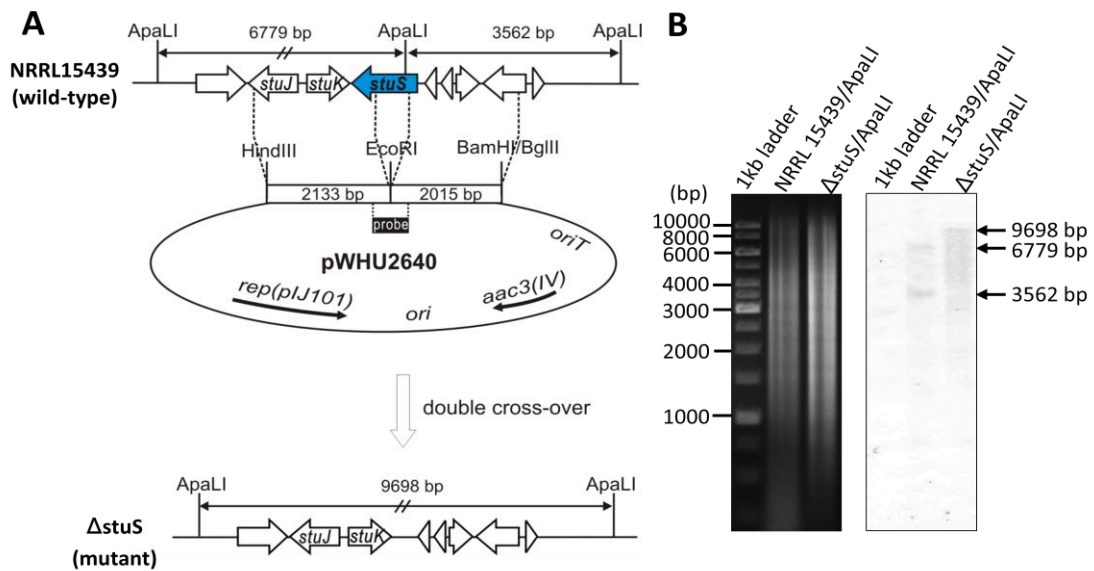 A
ApaLI
6779 bp
ApaLI
3562 bp
ApaLI
NRRL15439
(wild-type)
stuJ
stuK
stuS
HindIII
EcoRI
BamHI/BglII
2133 bp
2015 bp
probe
oriT
pWHU2640
rep(pIJ101)
ori
aac3(IV)
double cross-over
ApaLI
9698 bp
ApaLI
ΔstuS
(mutant)
stuJ
stuK
B
1kb ladder
NRRL 15439/ApaLI
ΔstuS/ApaLI
1kb ladder
NRRL 15439/ApaLI
ΔstuS/ApaLI
(bp)
10000
8000
6000
4000
3000
2000
1000
9698 bp
6779 bp
3562 bp